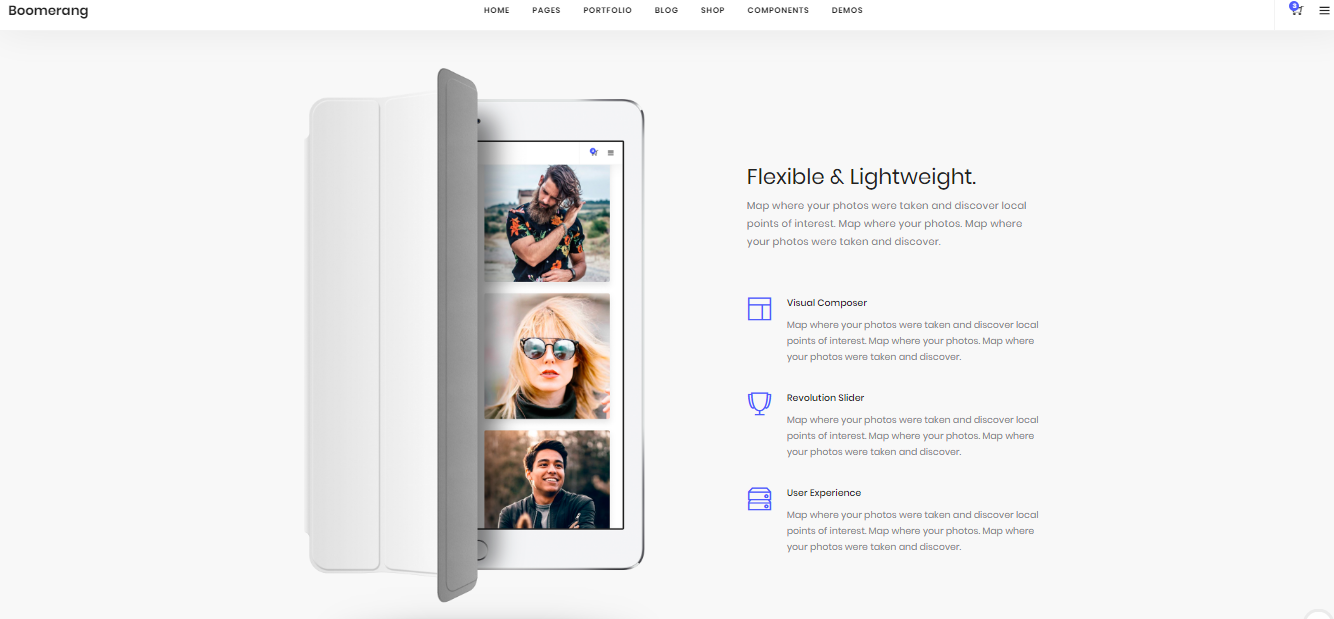 Boomerang
HOME PAGES PORTFOLIO BLOG SHOP COMPONENTS DEMOS
3
Flexible & Lightweight.
Map where your photos were taken and discover local
points of interest. Map where your photos. Map where
your photos were taken and discover.
Visual Composer
Map where your photos were taken and discover local
points of interest. Map where your photos. Map where
your photos were taken and discover.
Revolution Slider
Map where your photos were taken and discover local
points of interest. Map where your photos. Map where
your photos were taken and discover.
User Experience
Map where your photos were taken and discover local
points of interest. Map where your photos. Map where
your photos were taken and discover.